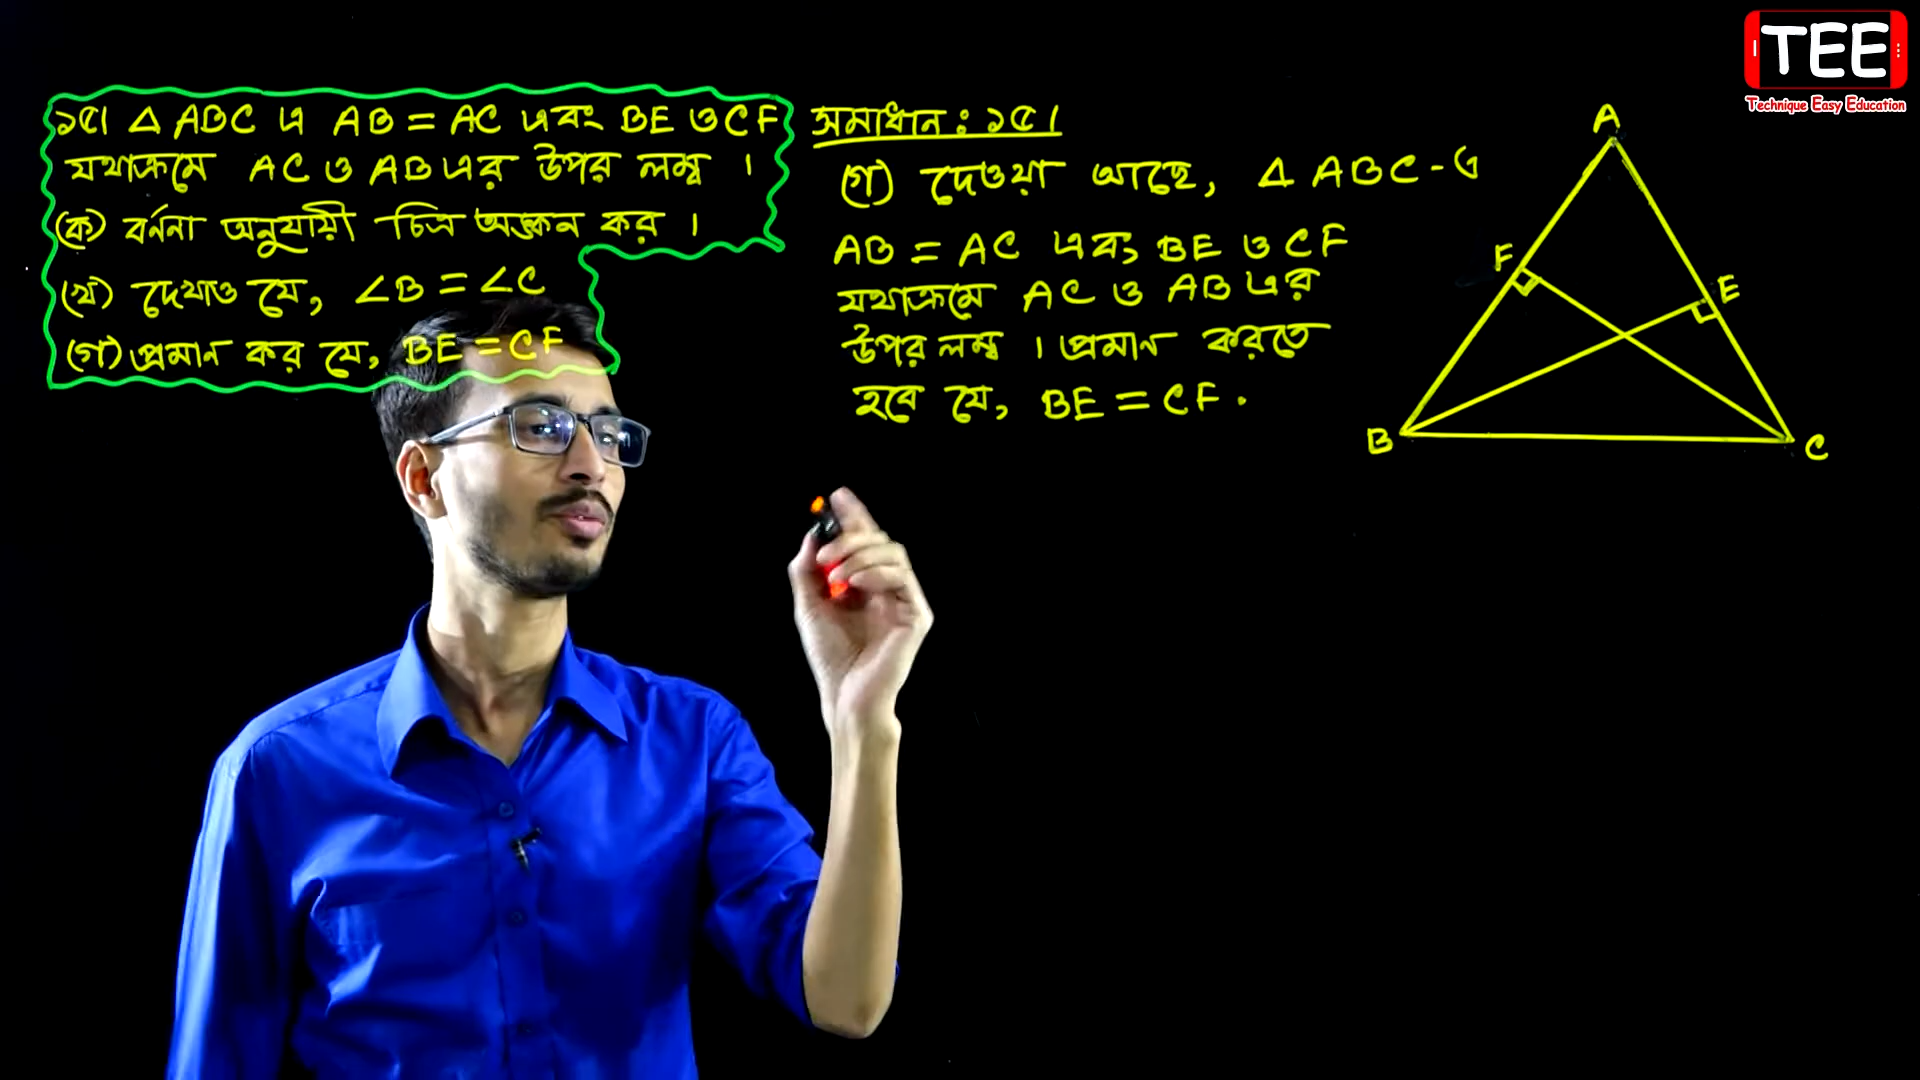 ১৫। △ ABC এ AB = AC এবং BE ও CF
যথাক্রমে AC ও AB এর উপর লম্ব ।
(ক) বর্ননা অনুযায়ী চিত্র অঙ্কন কর ।
(খ) দেখাও যে, ∠B = ∠C
(গ) প্রমান কর যে, BE = CF
সমাধান : ১৫।
(গ) দেওয়া আছে, △ ABC-এ
AB = AC এবং BE ও CF
যথাক্রমে AC ও AB এর
উপর লম্ব । প্রমান করতে
হবে যে, BE = CF .
A
F
E
B
C
TEE
Technique Easy Education